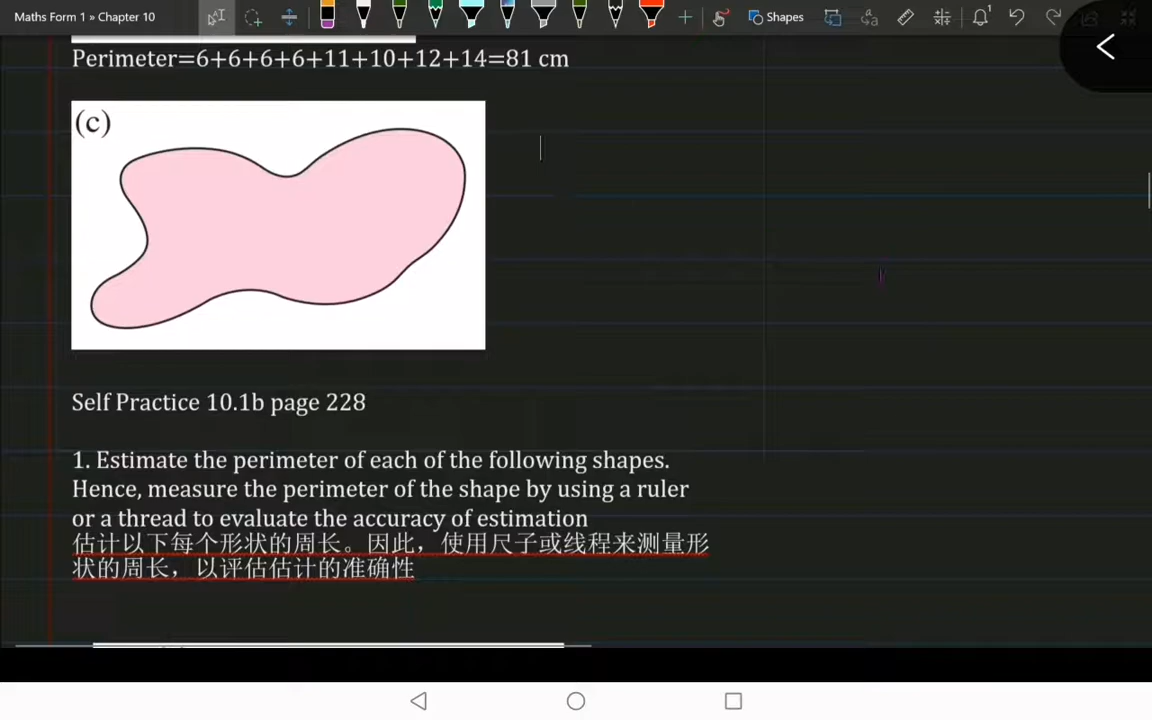 Maths Form 1 » Chapter 10
Shapes
Perimeter=6+6+6+6+11+10+12+14=81 cm
(c)
Self Practice 10.1b page 228
1. Estimate the perimeter of each of the following shapes.
Hence, measure the perimeter of the shape by using a ruler
or a thread to evaluate the accuracy of estimation
估计以下每个形状的周长。因此，使用尺子或线程来测量形
状的周长，以评估估计的准确性